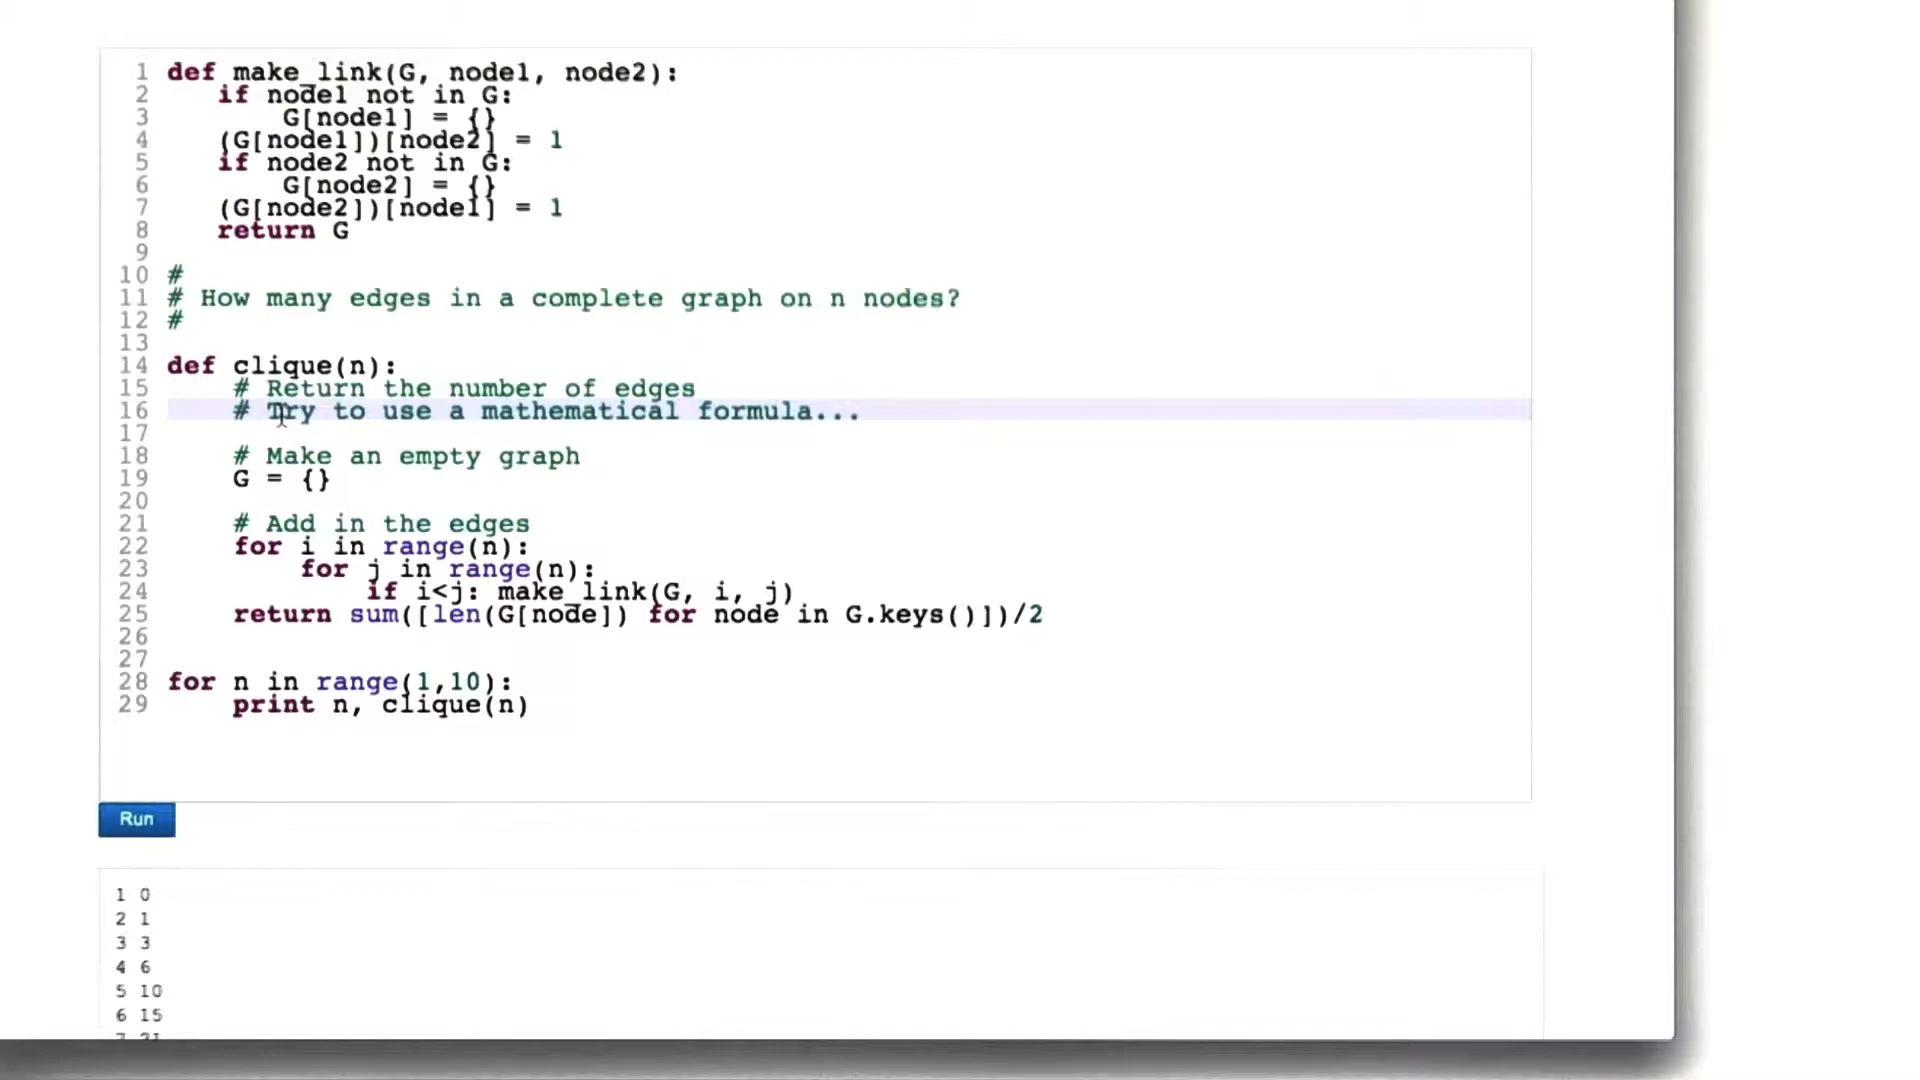 1 def make_link(G, node1, node2):
2 if node1 not in G:
3 G[node1] = {}
4 (G[node1])[node2] = 1
5 if node2 not in G:
6 G[node2] = {}
7 (G[node2])[node1] = 1
8 return G
9
10 #
11 # How many edges in a complete graph on n nodes?
12 #
13
14 def clique(n):
15 # Return the number of edges
16 # Try to use a mathematical formula...
17
18 # Make an empty graph
19 G = {}
20
21 # Add in the edges
22 for i in range(n):
23 for j in range(n):
24 if i<j: make_link(G, i, j)
25 return sum([len(G[node]) for node in G.keys()])/2
26
27
28 for n in range(1,10):
29 print n, clique(n)
Run
1 0
2 1
3 3
4 6
5 10
6 15